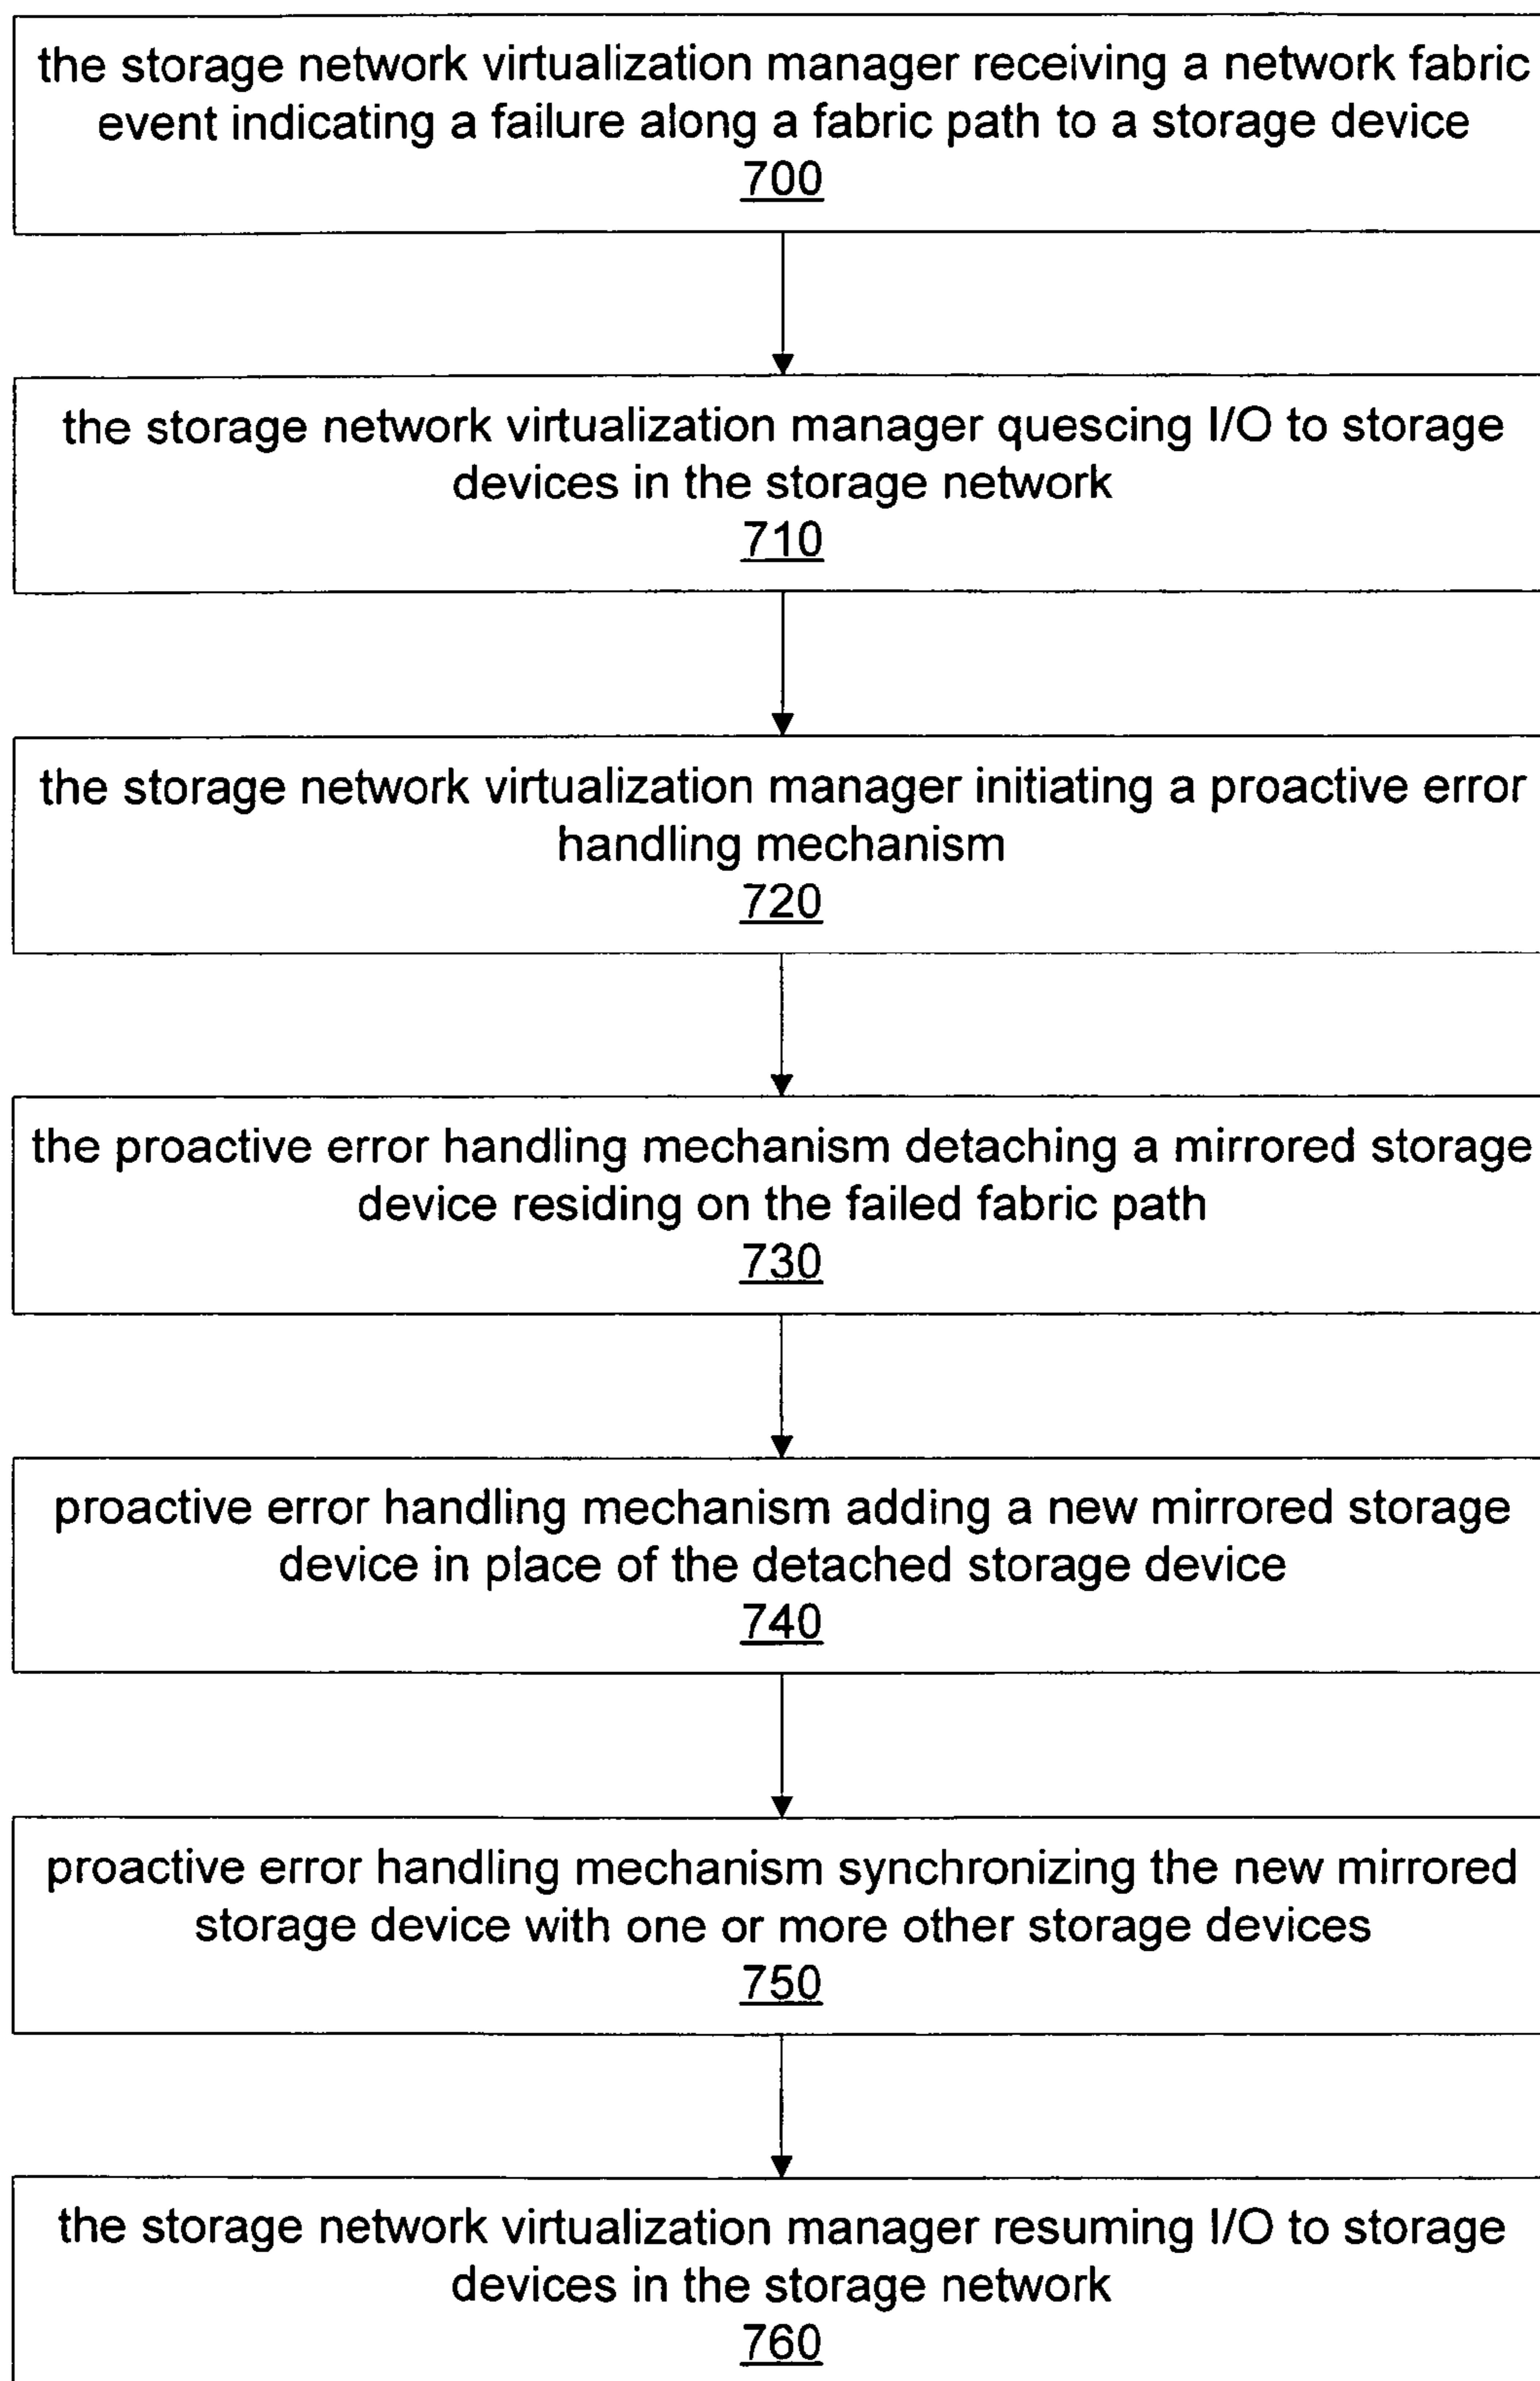 the storage network virtualization manager receiving a network fabric
event indicating a failure along a fabric path to a storage device
700
the storage network virtualization manager quescing I/O to storage
devices in the storage network
710
the storage network virtualization manager initiating a proactive error
handling mechanism
720
the proactive error handling mechanism detaching a mirrored storage
device residing on the failed fabric path
730
proactive error handling mechanism adding a new mirrored storage
device in place of the detached storage device
740
proactive error handling mechanism synchronizing the new mirrored
storage device with one or more other storage devices
750
the storage network virtualization manager resuming I/O to storage
devices in the storage network
760